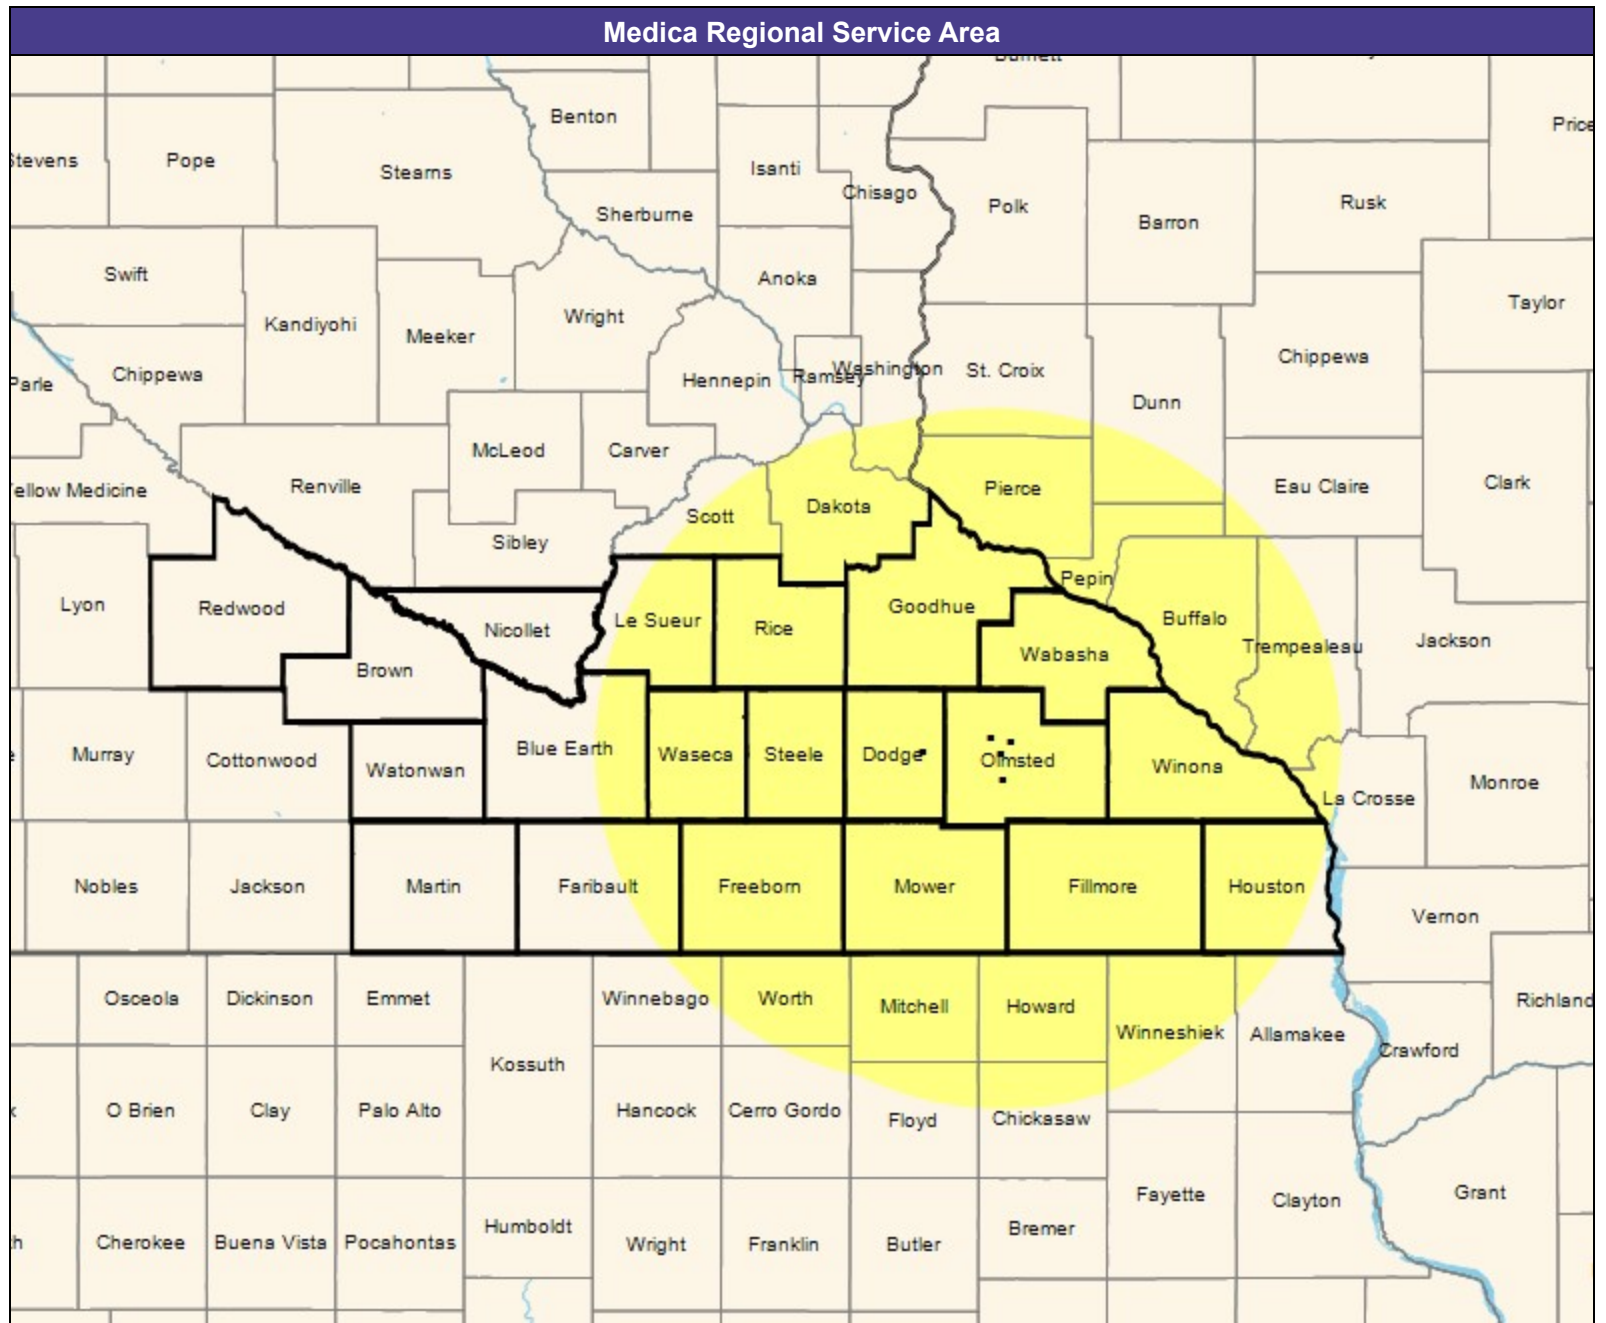 Medica Regional Service Area
Benton
Price
Pope
Stearns
Isanti
Chisago
Polk
Rusk
Sherburne
Barron
Swift
Anoka
Taylor
Kandiyohi
Wright
Meeker
Chippewa
Chippewa
Hennepin
Ramsey
Washington
St. Croix
Dunn
McLeod
Carver
Renville
Pierce
Eau Claire
Clark
Scott
Dakota
Sibley
Lyon
Redwood
Nicollet
Le Sueur
Rice
Goodhue
Pepin
Buffalo
Trempealeau
Jackson
Brown
Wabasha
Murray
Cottonwood
Watonwan
Blue Earth
Waseca
Steele
Dodge
Olmsted
Winona
La Crosse
Monroe
Nobles
Jackson
Martin
Faribault
Freeborn
Mower
Fillmore
Houston
Vernon
Osceola
Dickinson
Emmet
Winnebago
Worth
Mitchell
Howard
Winneshiek
Allamakee
Richland
Kossuth
Crawford
O Brien
Clay
Palo Alto
Hancock
Cerro Gordo
Floyd
Chickasaw
Fayette
Clayton
Grant
Cherokee
Buena Vista
Pocahontas
Humboldt
Wright
Franklin
Butler
Bremer